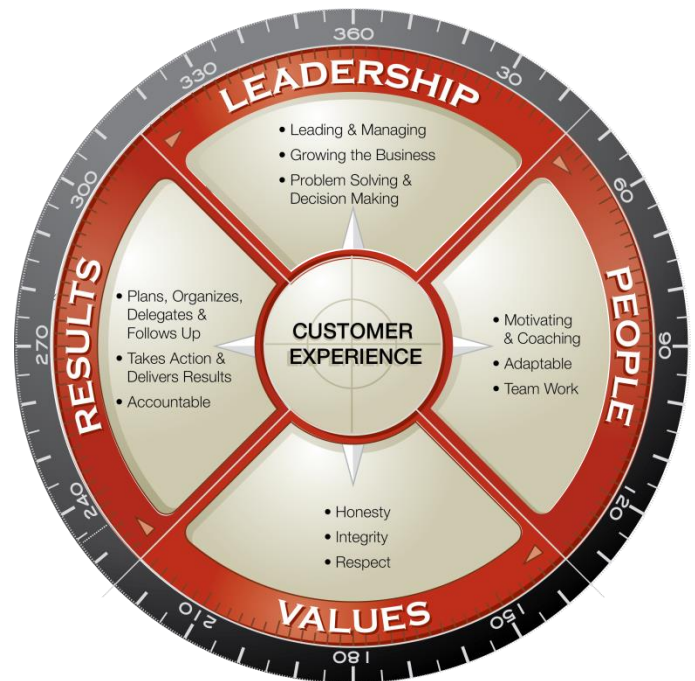 360
30
60
90
120
150
180
210
240
270
300
330
LEADERSHIP
• Leading & Managing
• Growing the Business
• Problem Solving &
Decision Making
PEOPLE
• Motivating
& Coaching
• Adaptable
• Team Work
VALUES
• Honesty
• Integrity
• Respect
RESULTS
• Plans, Organizes,
Delegates &
Follows Up
• Takes Action &
Delivers Results
• Accountable
CUSTOMER
EXPERIENCE